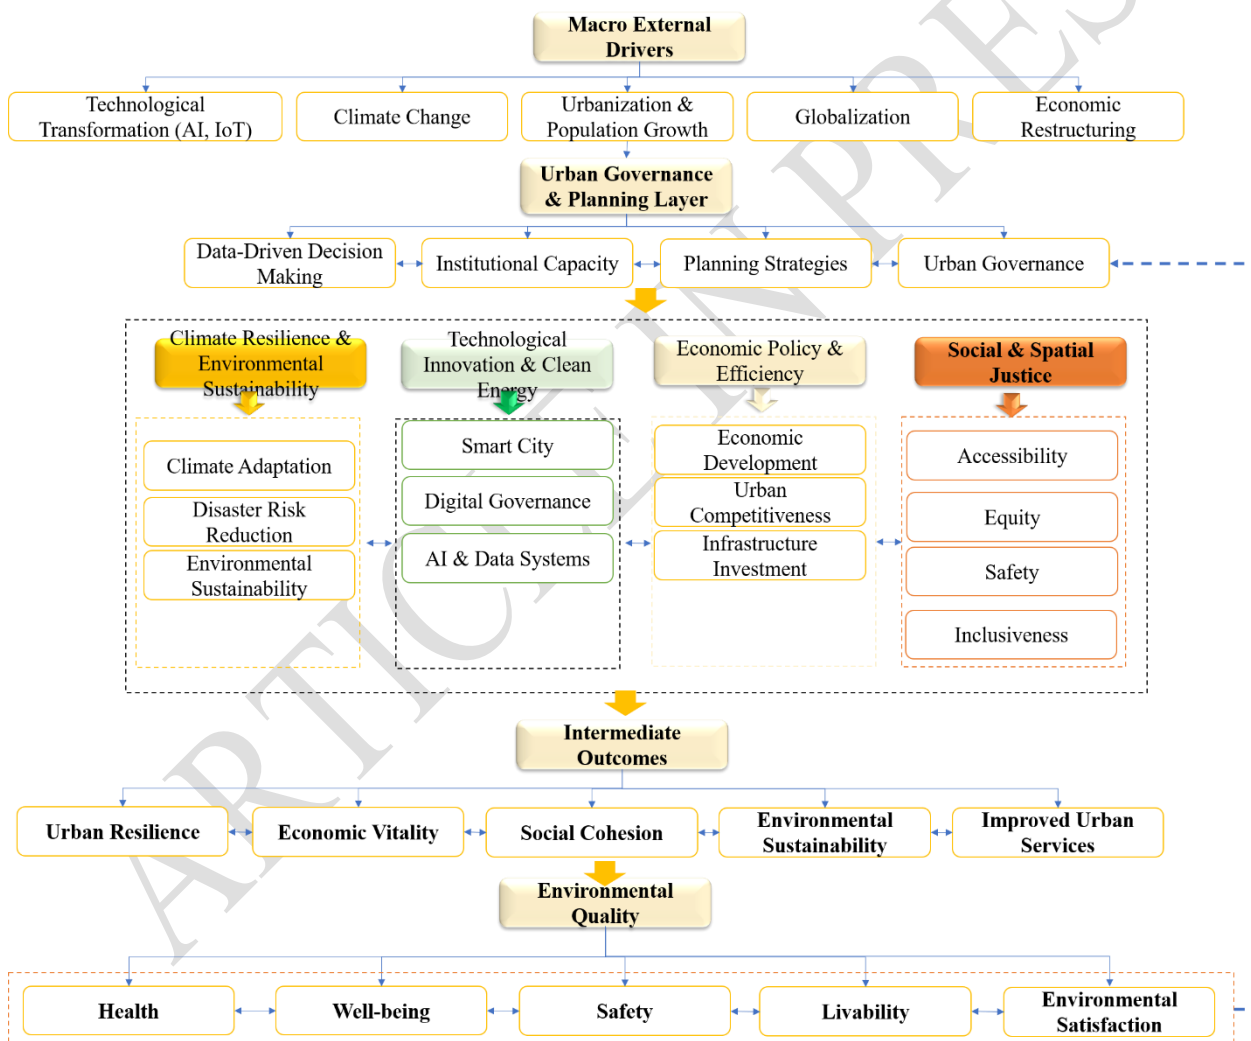 Macro External
Drivers
Technological
Transformation (AI, IoT)
Climate Change
Urbanization &
Population Growth
Globalization
Economic
Restructuring
Urban Governance
& Planning Layer
Data-Driven Decision
Making
Institutional Capacity
Planning Strategies
Urban Governance
Climate Resilience &
Environmental
Sustainability
Technological
Innovation & Clean
Energy
Economic Policy &
Efficiency
Social & Spatial
Justice
Climate Adaptation
Disaster Risk
Reduction
Environmental
Sustainability
Smart City
Digital Governance
AI & Data Systems
Economic
Development
Urban
Competitiveness
Infrastructure
Investment
Accessibility
Equity
Safety
Inclusiveness
Intermediate
Outcomes
Urban Resilience
Economic Vitality
Social Cohesion
Environmental
Sustainability
Improved Urban
Services
Environmental
Quality
Health
Well-being
Safety
Livability
Environmental
Satisfaction
ARTICLE IN PRES